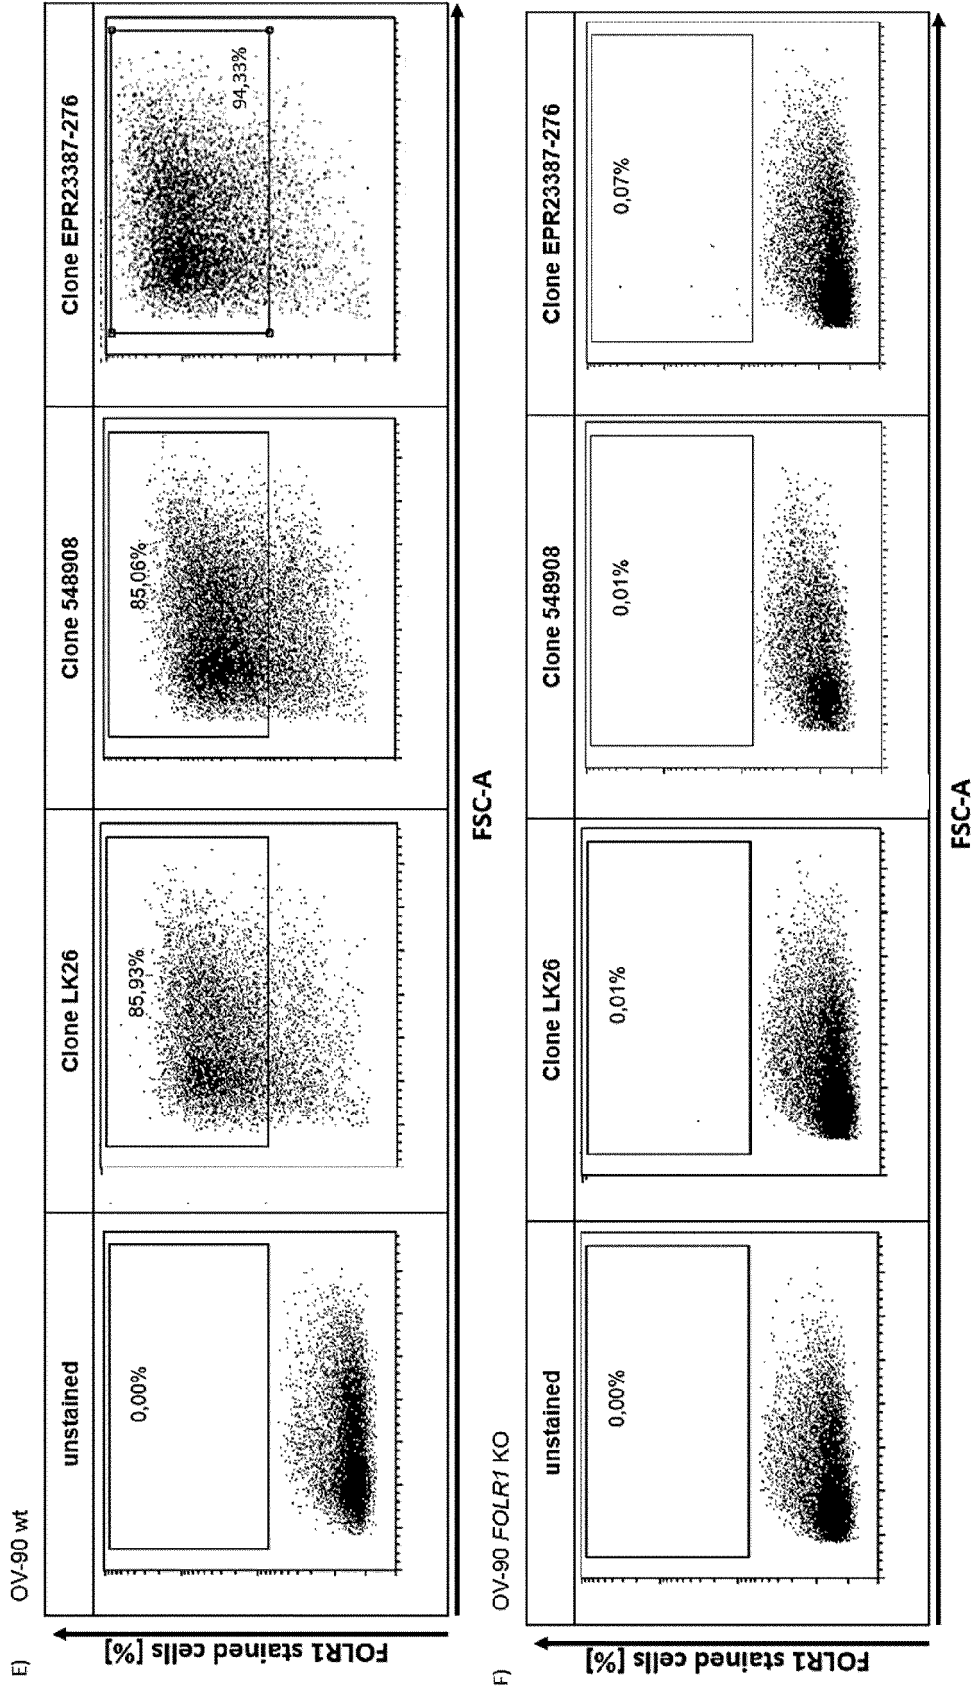 E) OV-90 wt
unstained
Clone LK26
Clone 548908
Clone EPR23387-276
0,00%
85,93%
85,06%
94,33%
FOLR1 stained cells [%]
FSC-A
F) OV-90 FOLR1 KO
unstained
Clone LK26
Clone 548908
Clone EPR23387-276
0,00%
0,01%
0,01%
0,07%
FOLR1 stained cells [%]
FSC-A